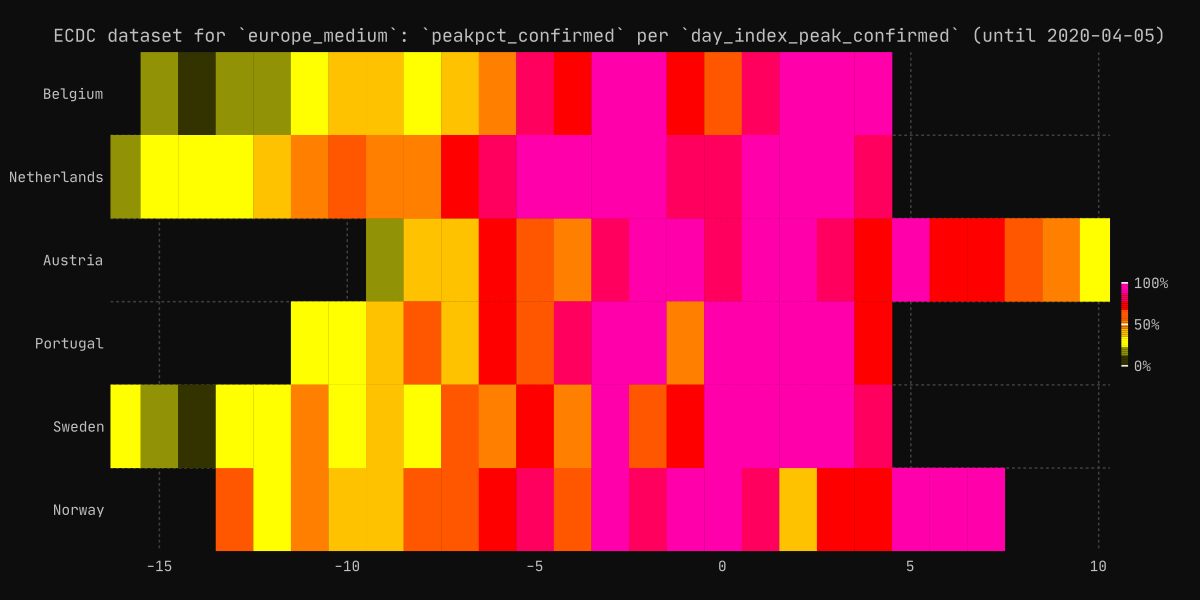 ECDC dataset for `europe_medium`: `peakpct_confirmed` per `day_index_peak_confirmed` (until 2020-04-05)
Belgium
Netherlands
Austria
Portugal
Sweden
Norway
100%
50%
0%
-15 -10 -5 0 5 10